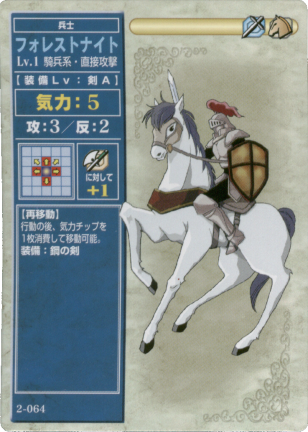 兵士
フォレストナイト
Lv.1 騎兵系・直接攻撃
【装備Lv：剣A】
気力：5
攻：3／反：2
に対して
+1
【再移動】
行動の後、気力チップを
1枚消費して移動可能。
装備：鋼の剣
2-064